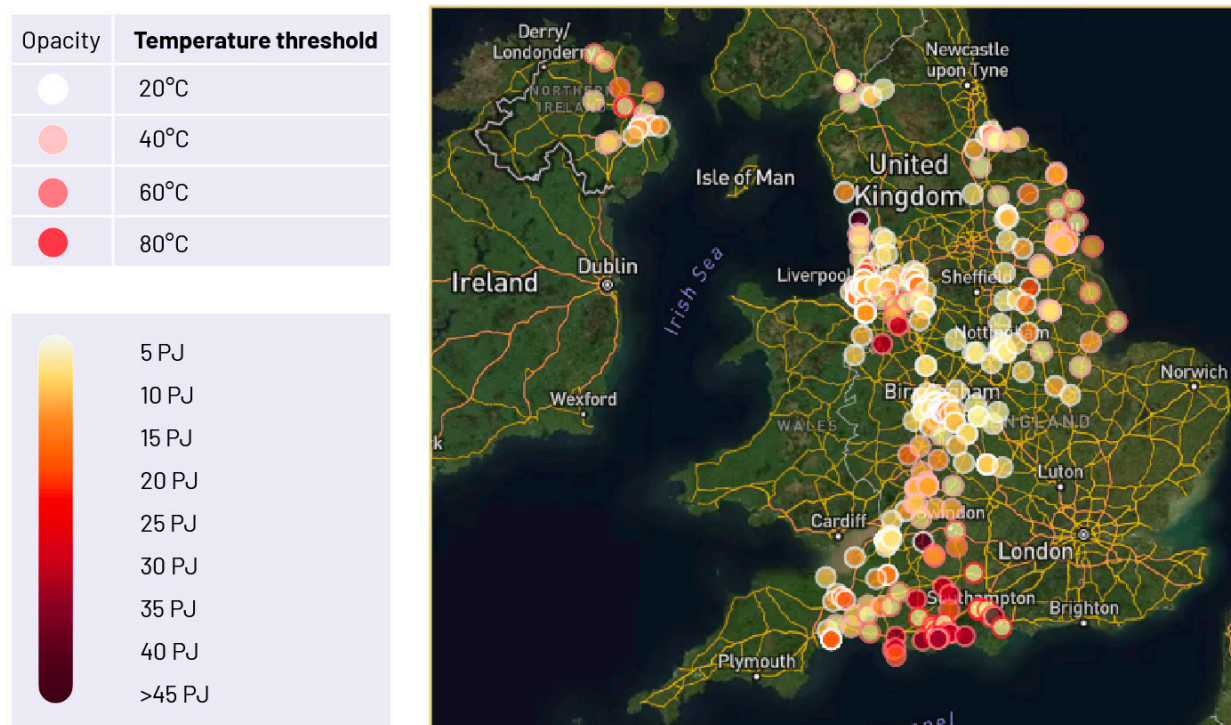 Opacity Temperature threshold
20°C
40°C
60°C
80°C
5 PJ
10 PJ
15 PJ
20 PJ
25 PJ
30 PJ
35 PJ
40 PJ
>45 PJ
Derry/
Londonderry
NORTHERN
IRELAND
Newcastle
upon Tyne
Isle of Man
United
Kingdom
Ireland
Dublin
Irish Sea
Liverpool
Sheffield
Nottingham
Norwich
Wexford
Birmingham
WALES
ENGLAND
k
Luton
Cardiff
Swindon
London
Southampton
Brighton
Plymouth